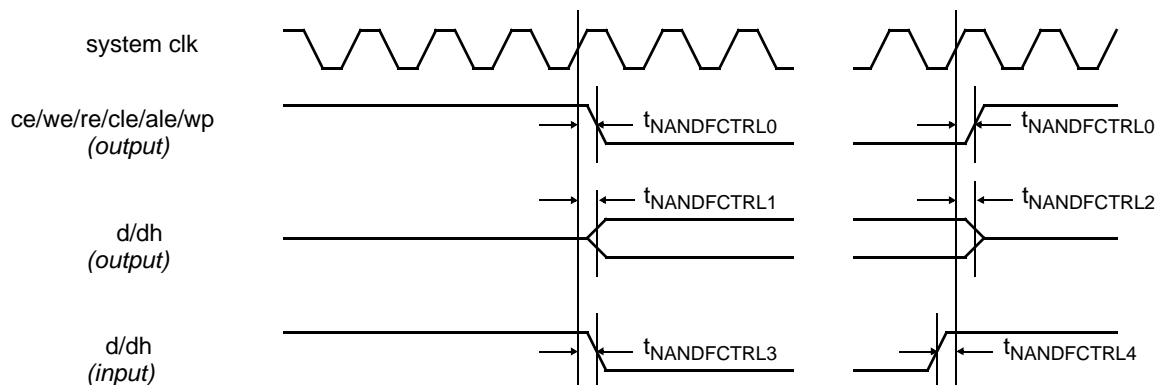 system clk
ce/we/re/cle/ale/wp
(output)
tNANDFCTRL0
tNANDFCTRL0
d/dh
(output)
tNANDFCTRL1
tNANDFCTRL2
d/dh
(input)
tNANDFCTRL3
tNANDFCTRL4